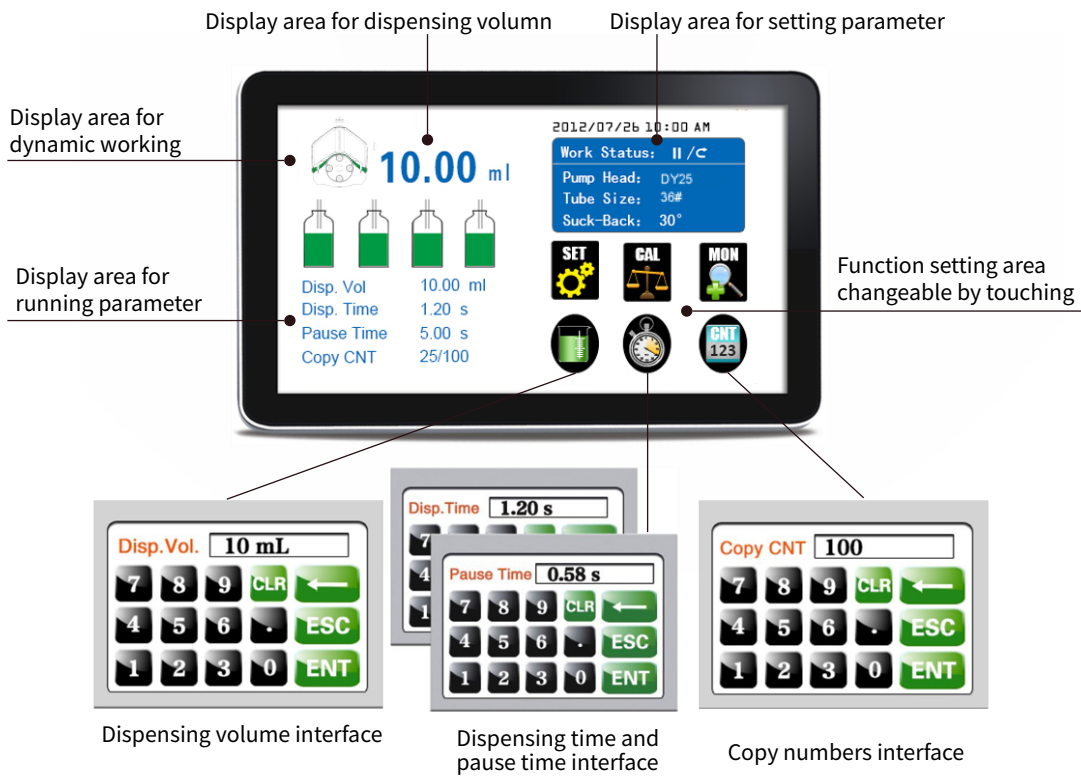 Display area for dispensing volumn
Display area for setting parameter
Display area for
dynamic working
2012/07/26 10:00 AM
10.00 ml
Work Status: II /
Pump Head: DY25
Tube Size: 36#
Suck-Back: 30°
SET
CAL
MON
Display area for
running parameter
Function setting area
changeable by touching
Disp. Vol 10.00 ml
Disp. Time 1.20 s
Pause Time 5.00 s
Copy CNT 25/100
CNT
123
Disp.Vol. 10 mL
7 8 9 CLR ←
4 5 6 . ESC
1 2 3 0 ENT
Disp.Time 1.20 s
7
4
1
Pause Time 0.58 s
7 8 9 CLR ←
4 5 6 . ESC
1 2 3 0 ENT
Copy CNT 100
7 8 9 CLR ←
4 5 6 . ESC
1 2 3 0 ENT
Dispensing volume interface
Dispensing time and
pause time interface
Copy numbers interface